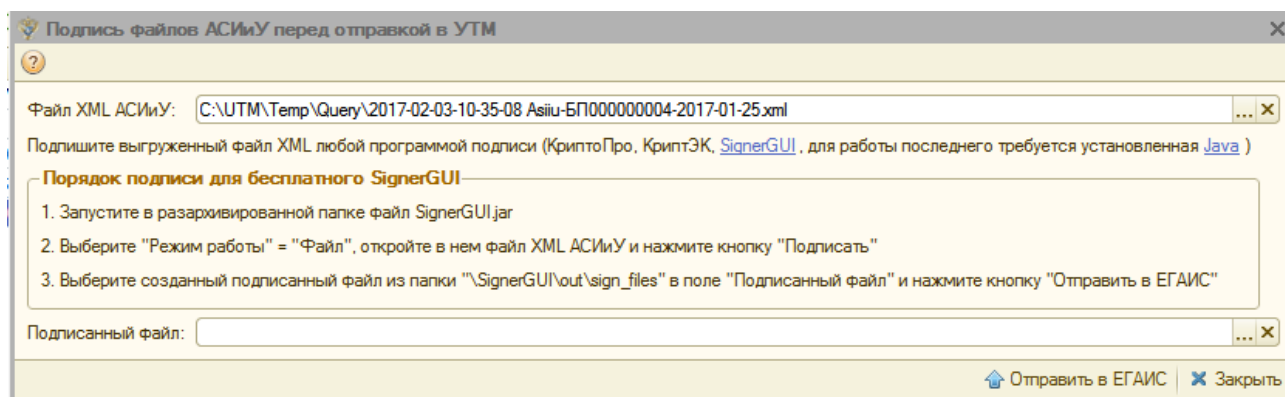 Подпись файлов АСИиУ перед отправкой в УТМ
Файл XML АСИиУ: C:\UTM\Temp\Query\2017-02-03-10-35-08 Asiiu-БП000000004-2017-01-25.xml ...
Подпишите выгруженный файл XML любой программой подписи (КриптоПро, КриптЭК, SignerGUI , для работы последнего требуется установленная Java )
Порядок подписи для бесплатного SignerGUI
1. Запустите в разархивированной папке файл SignerGUI.jar
2. Выберите "Режим работы" = "Файл", откройте в нем файл XML АСИиУ и нажмите кнопку "Подписать"
3. Выберите созданный подписанный файл из папки "\SignerGUI\out\sign_files" в поле "Подписанный файл" и нажмите кнопку "Отправить в ЕГАИС"
Подписанный файл: ...
Отправить в ЕГАИС Закрыть